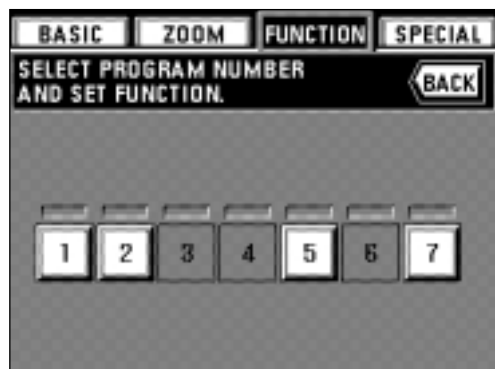 BASIC ZOOM FUNCTION SPECIAL
SELECT PROGRAM NUMBER
AND SET FUNCTION.
BACK
1 2 3 4 5 6 7